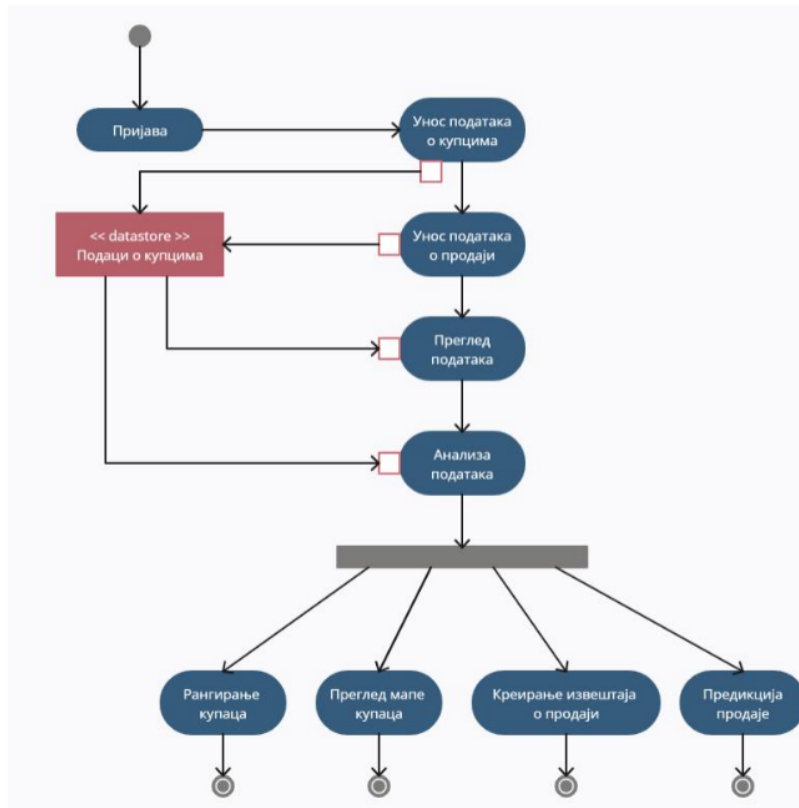 Пријава
Унос података
о купцима
<< datastore >>
Подаци о купцима
Унос података
о продаји
Преглед
података
Анализа
података
Рангирање
купаца
Преглед мапе
купаца
Креирање извештаја
о продаји
Предикција
продаје